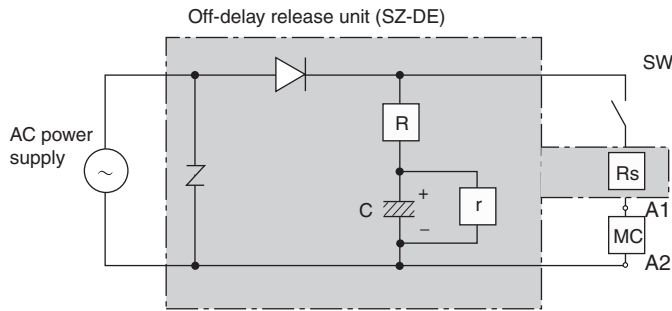 Off-delay release unit (SZ-DE)
SW
AC power
supply
~
R
Rs
C
+
−
r
A1
MC
A2